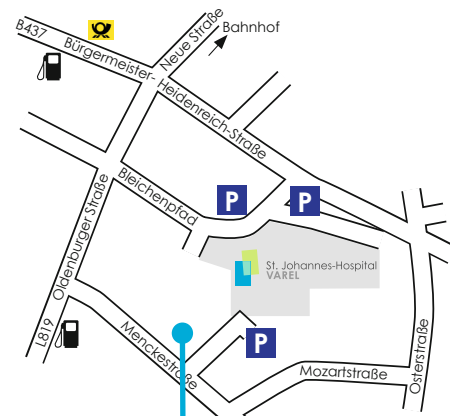 B437
Neue Straße
Bahnhof
Bürgermeister-
Heidenreich-Straße
Bleichenpfad
P
P
Oldenburger Straße
St. Johannes-Hospital
VAREL
L819
Menckestraße
P
Mozartstraße
Osterstraße